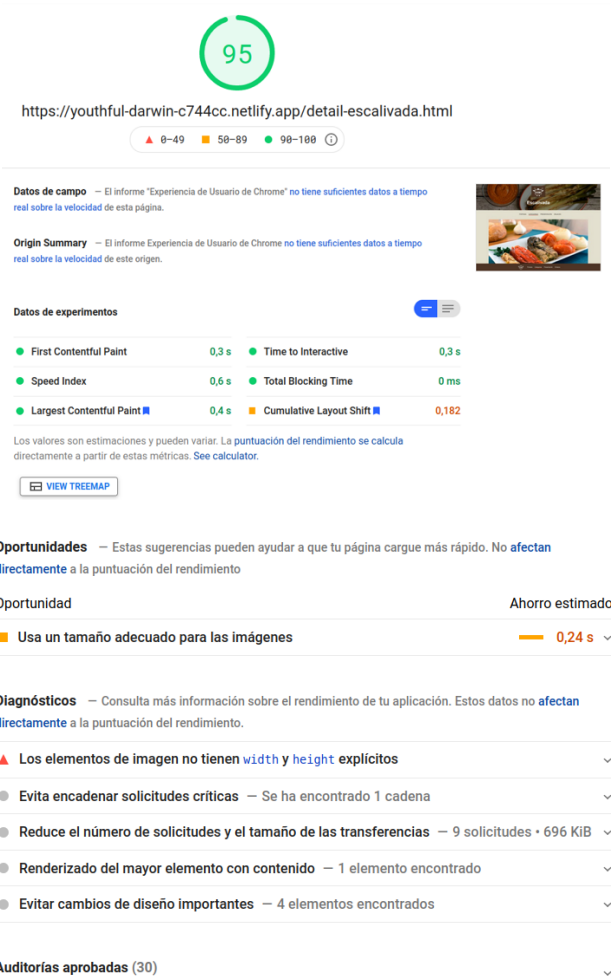 95
https://youthful-darwin-c744cc.netlify.app/detail-escalivada.html
0–49 50–89 90–100
Datos de campo — El informe "Experiencia de Usuario de Chrome" no tiene suficientes datos a tiempo
real sobre la velocidad de esta página.
Origin Summary — El informe Experiencia de Usuario de Chrome no tiene suficientes datos a tiempo
real sobre la velocidad de este origen.
Escalivada
Datos de experimentos
First Contentful Paint 0,3 s Time to Interactive 0,3 s
Speed Index 0,6 s Total Blocking Time 0 ms
Largest Contentful Paint 0,4 s Cumulative Layout Shift 0,182
Los valores son estimaciones y pueden variar. La puntuación del rendimiento se calcula
directamente a partir de estas métricas. See calculator.
VIEW TREEMAP
Oportunidades — Estas sugerencias pueden ayudar a que tu página cargue más rápido. No afectan
directamente a la puntuación del rendimiento
Oportunidad Ahorro estimado
Usa un tamaño adecuado para las imágenes 0,24 s
Diagnósticos — Consulta más información sobre el rendimiento de tu aplicación. Estos datos no afectan
directamente a la puntuación del rendimiento.
Los elementos de imagen no tienen width y height explícitos
Evita encadenar solicitudes críticas — Se ha encontrado 1 cadena
Reduce el número de solicitudes y el tamaño de las transferencias — 9 solicitudes • 696 KiB
Renderizado del mayor elemento con contenido — 1 elemento encontrado
Evitar cambios de diseño importantes — 4 elementos encontrados
Auditorías aprobadas (30)